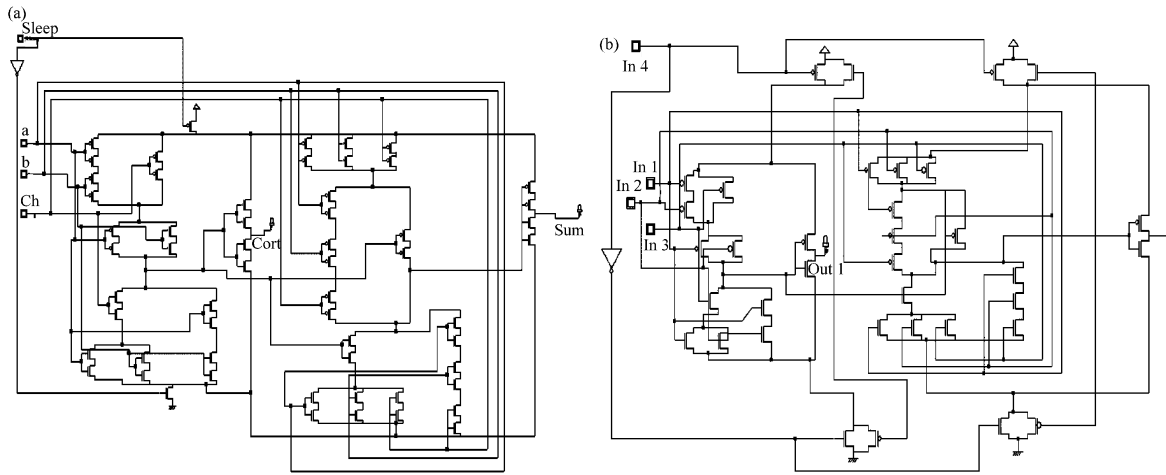 (a)
Sleep
a
b
Ch
Cort
Sum
(b)
In 4
In 1
In 2
In 3
Out 1